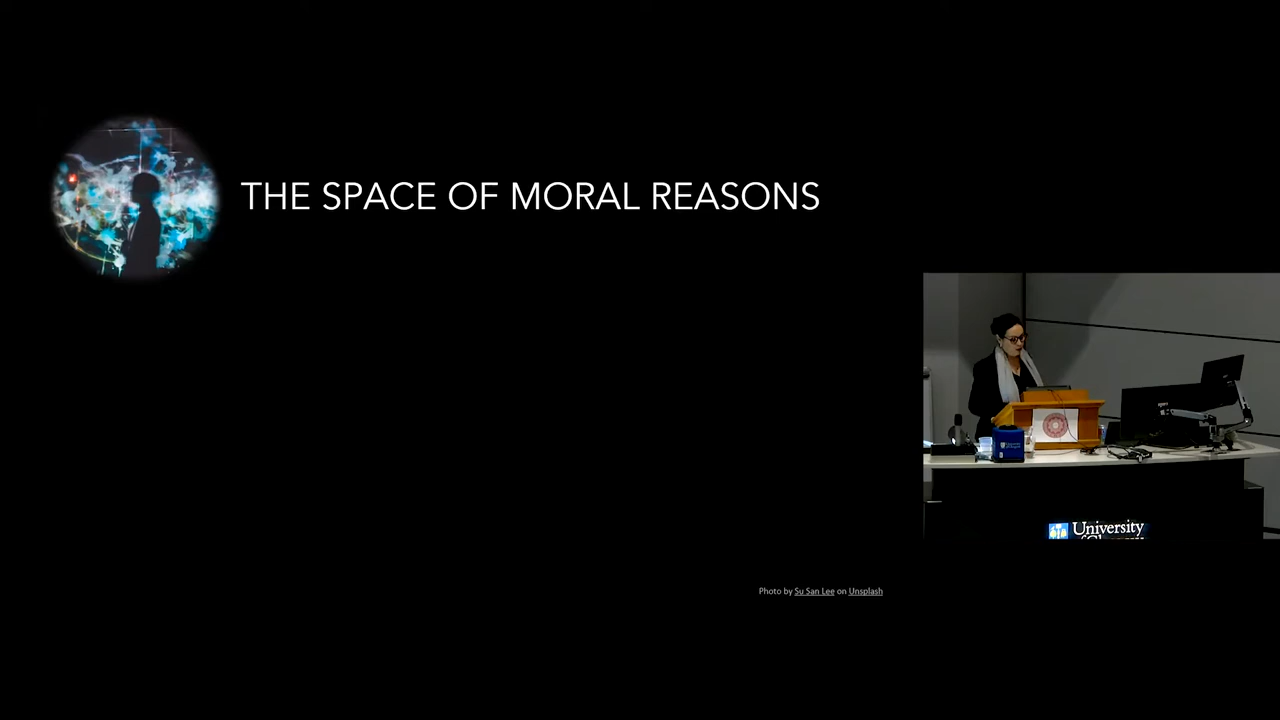 THE SPACE OF MORAL REASONS
University
Photo by Su San Lee on Unsplash